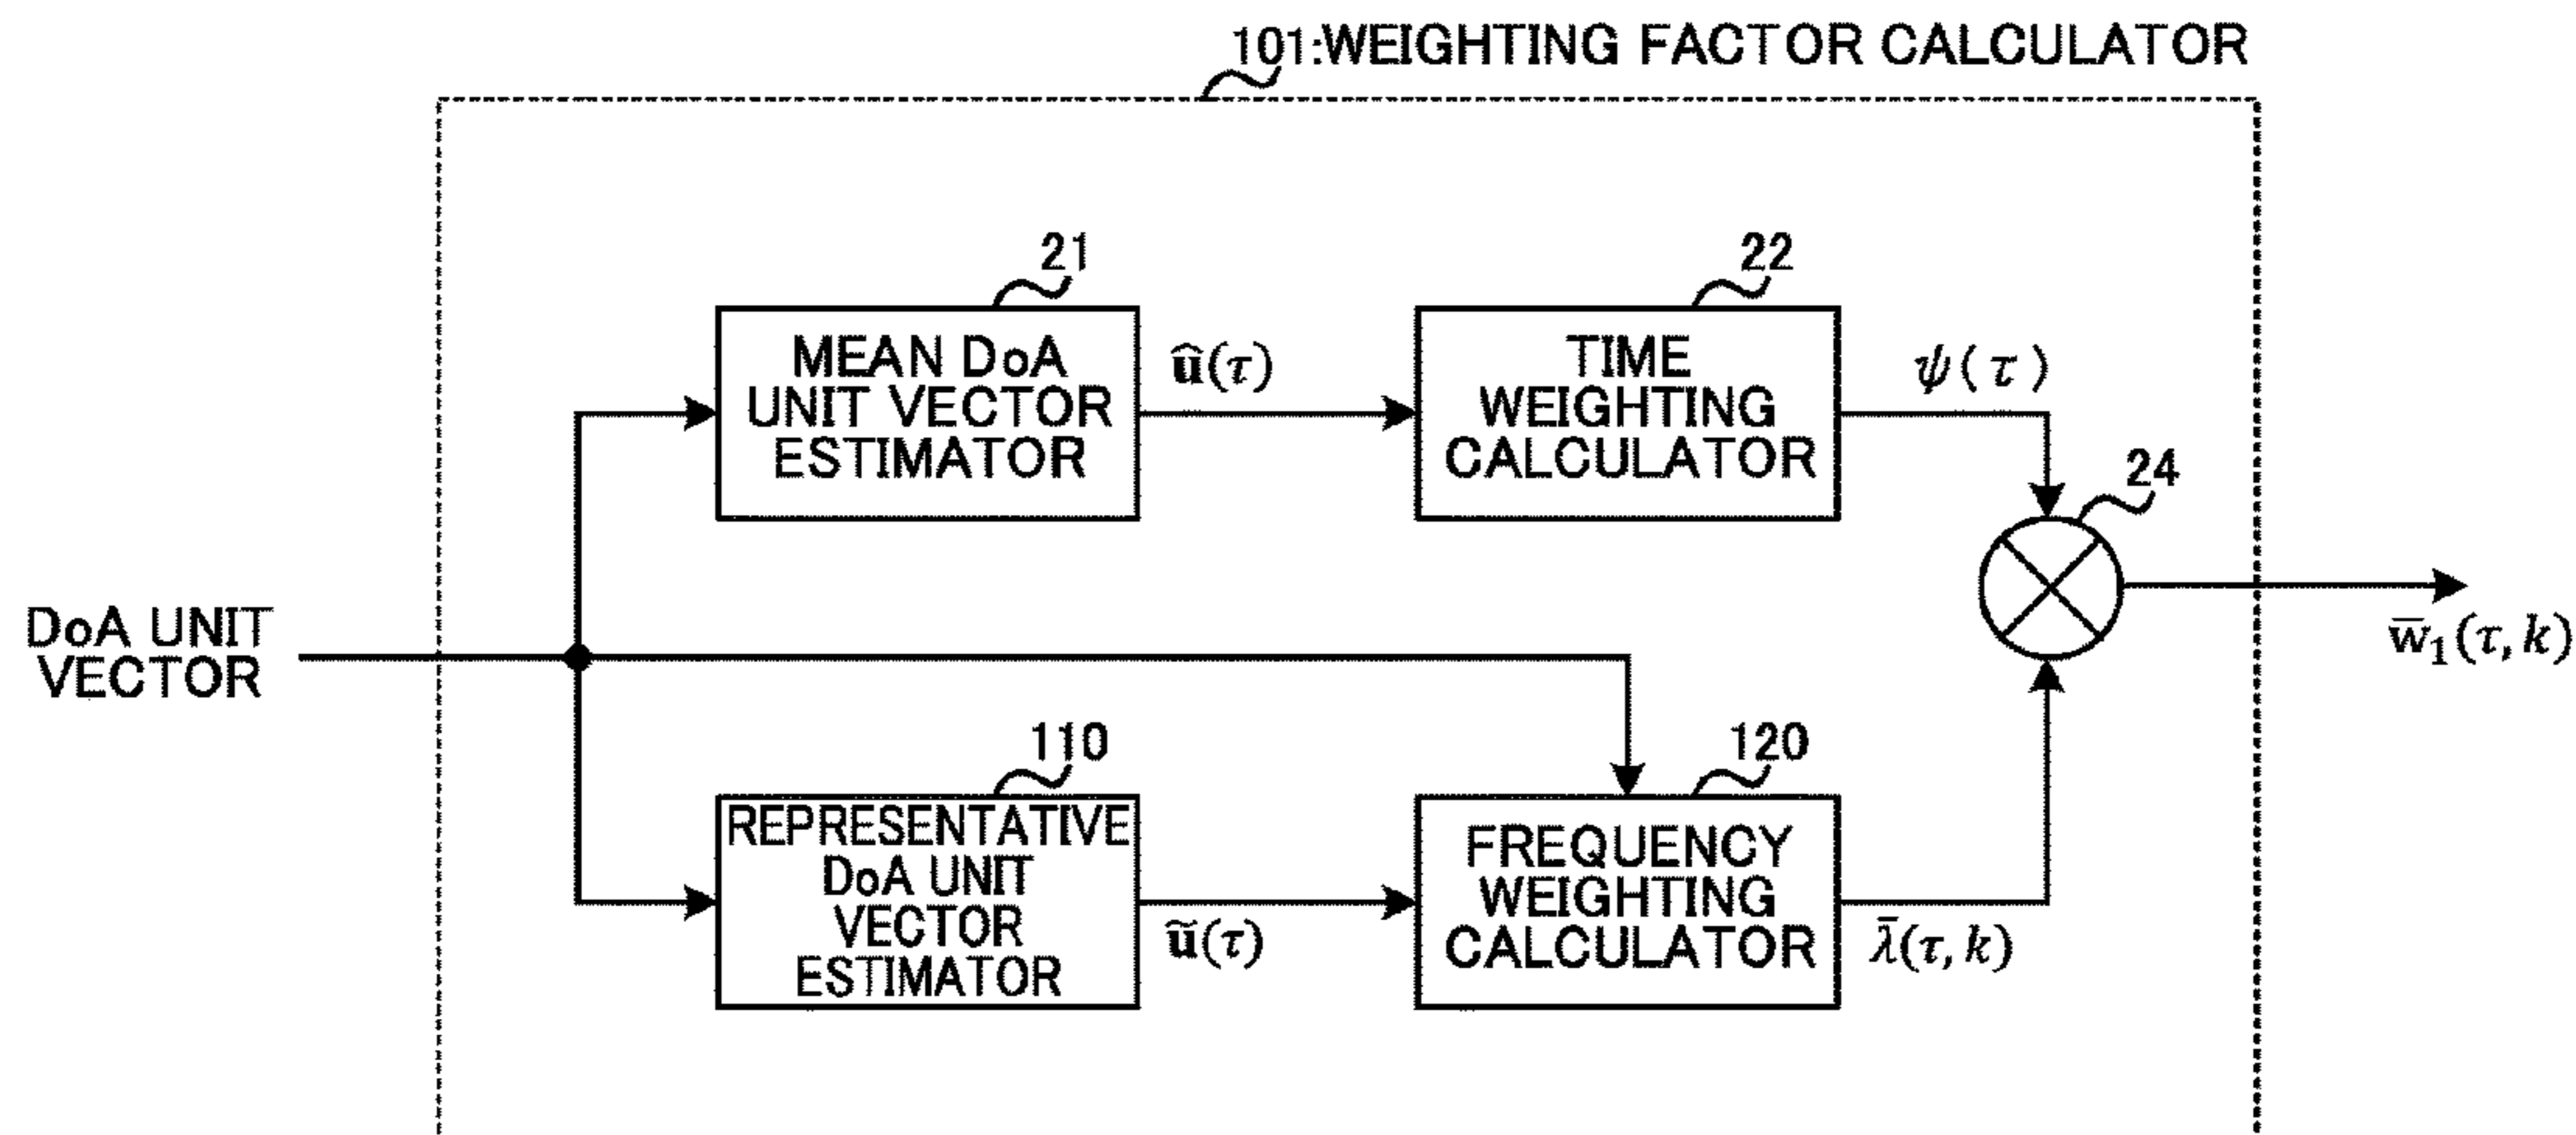 101:WEIGHTING FACTOR CALCULATOR
21
22
MEAN DoA
UNIT VECTOR
ESTIMATOR
û(τ)
TIME
WEIGHTING
CALCULATOR
ψ(τ)
24
DoA UNIT
VECTOR
w̅₁(τ, k)
110
120
REPRESENTATIVE
DoA UNIT
VECTOR
ESTIMATOR
ũ(τ)
FREQUENCY
WEIGHTING
CALCULATOR
λ̅(τ, k)